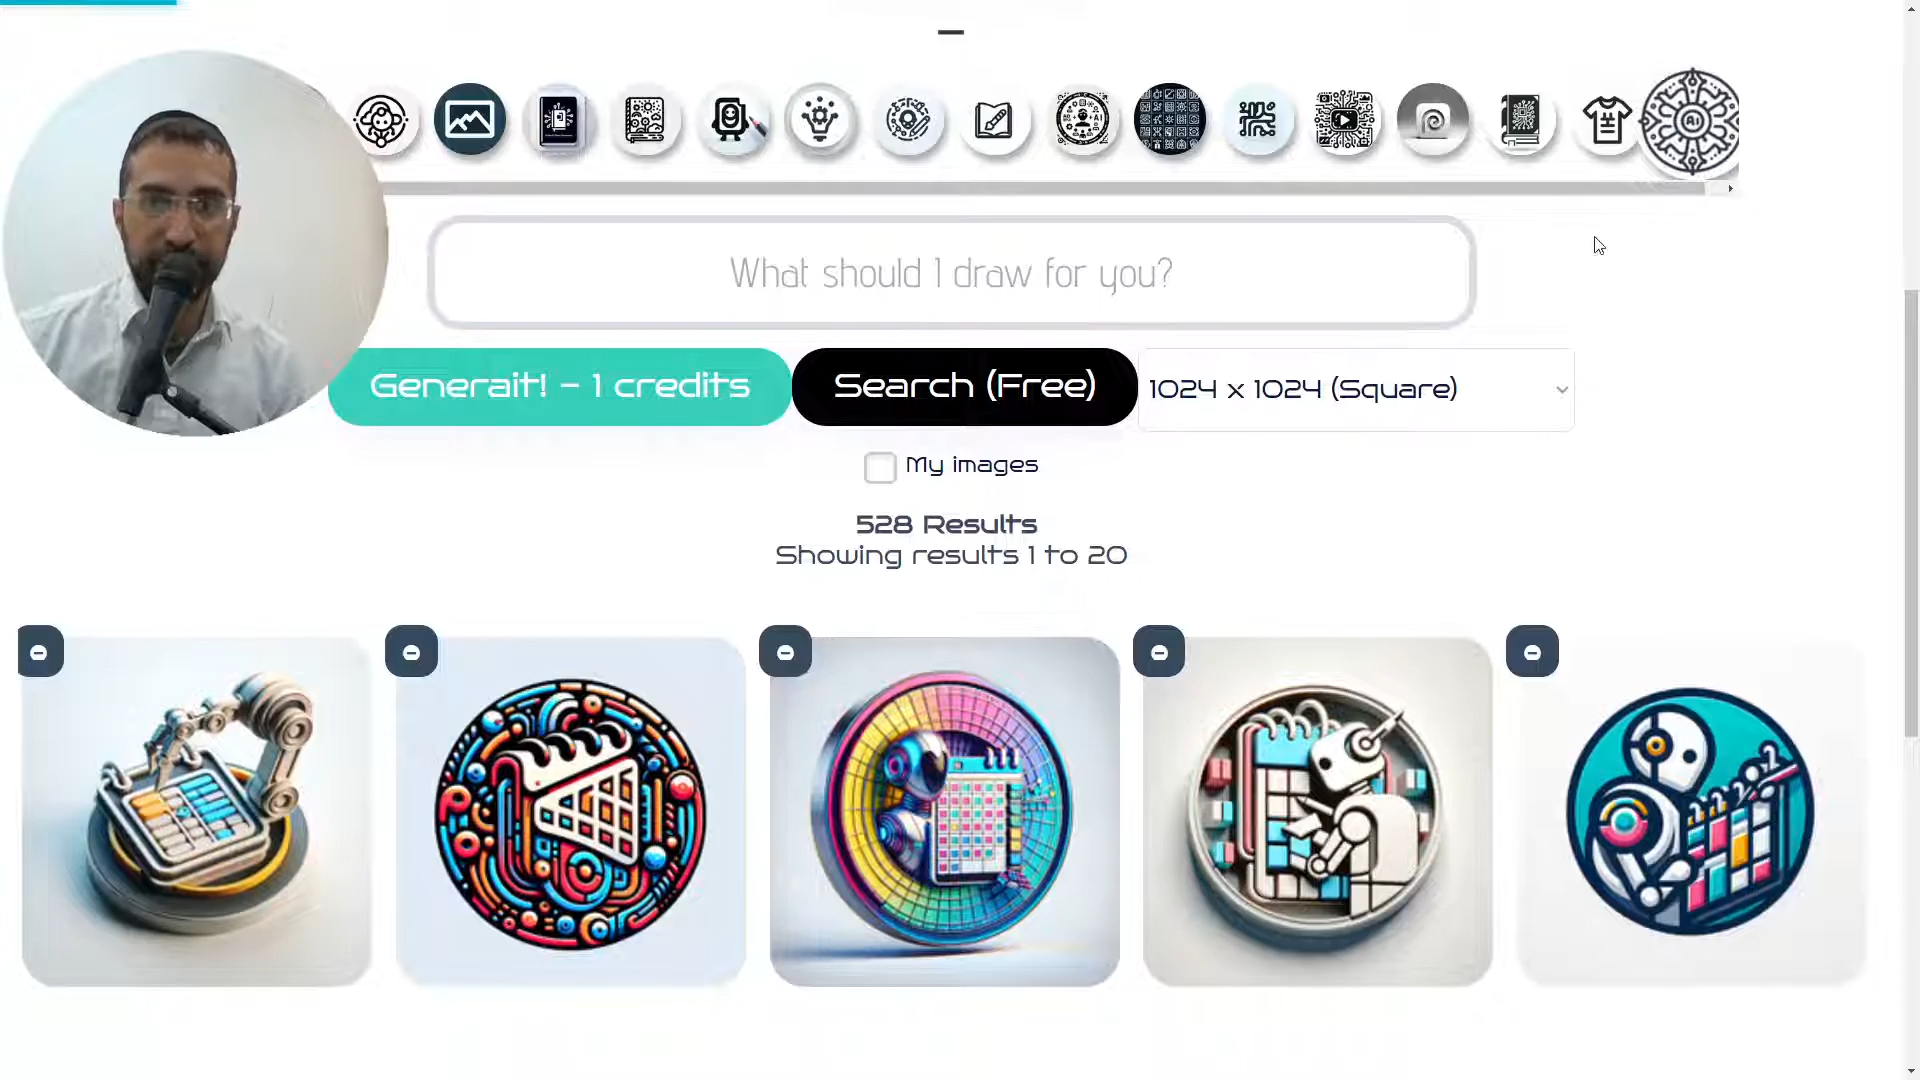 What should I draw for you?
Generait! - 1 credits
Search (Free)
1024 x 1024 (Square)
My images
528 Results
Showing results 1 to 20